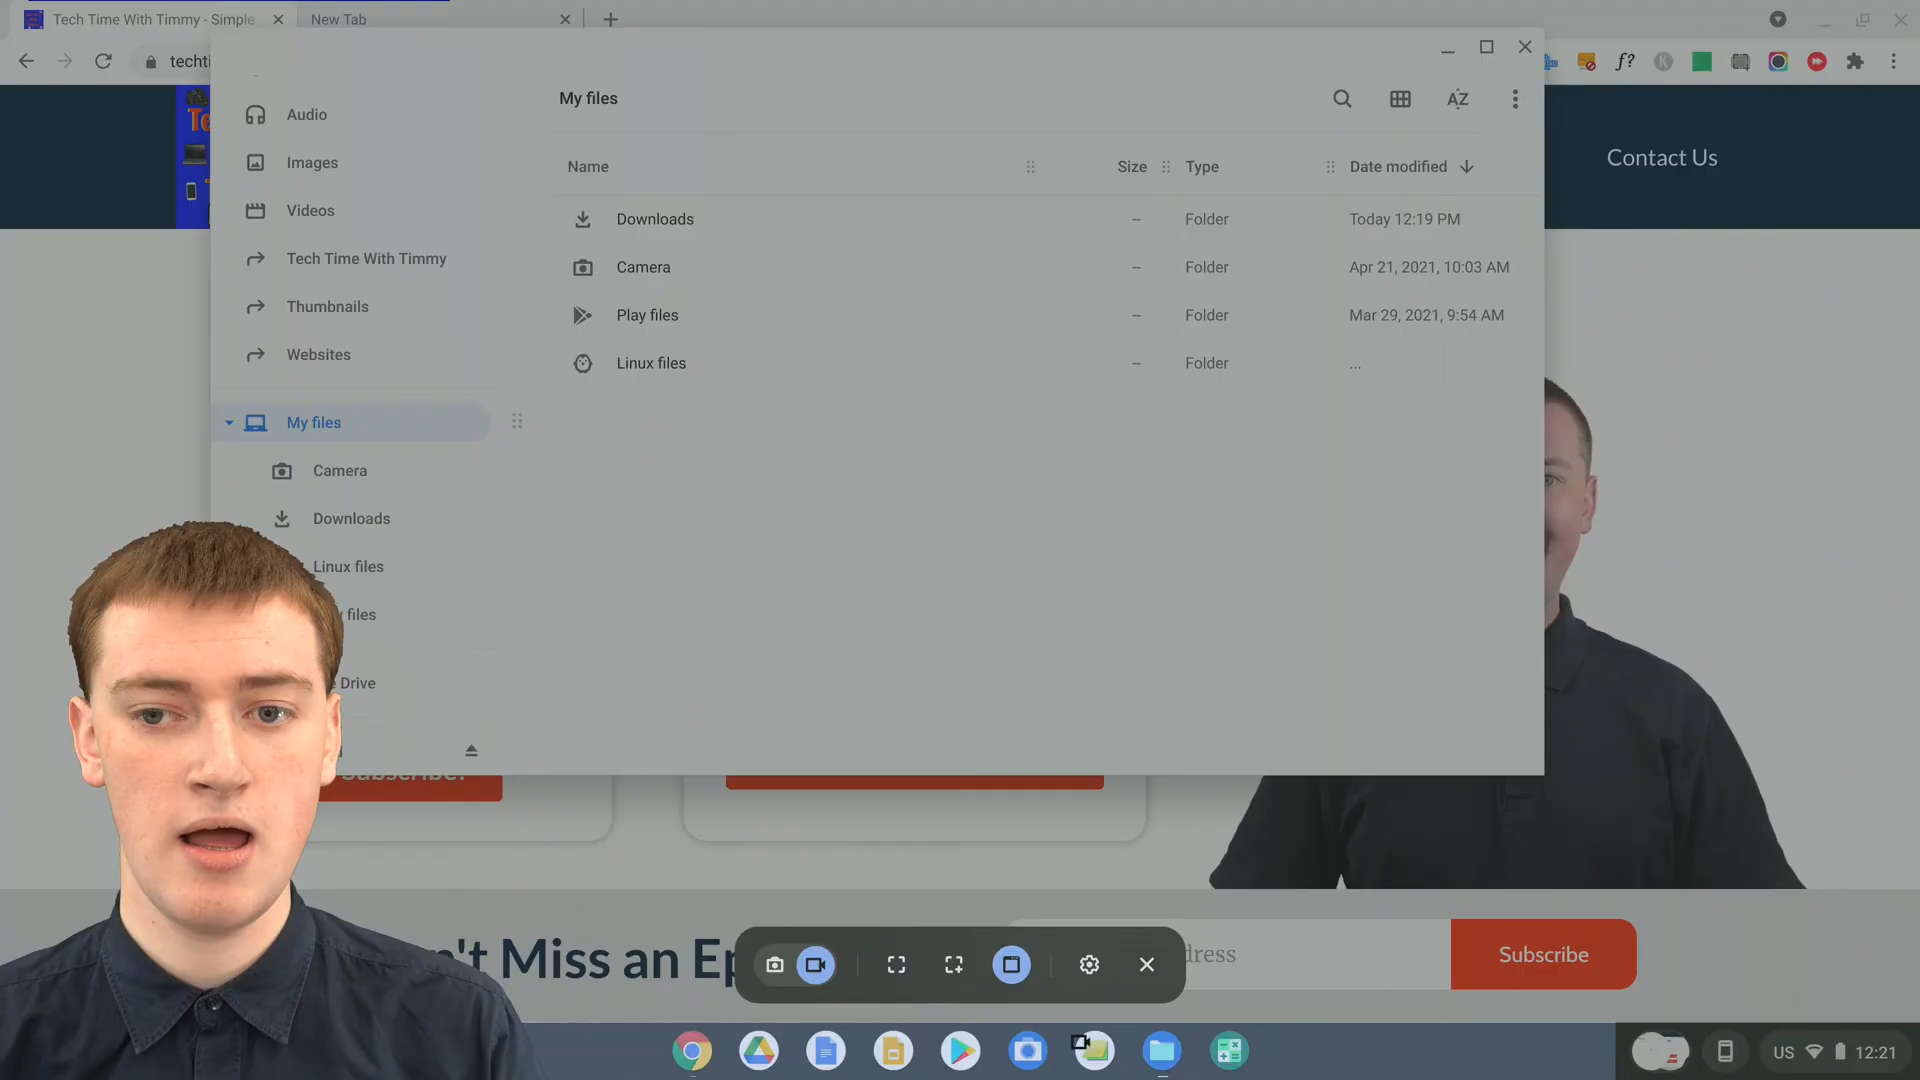 Tech Time With Timmy - Simple
New Tab
techti
Te
Contact Us
My files
Audio
Images
Videos
Tech Time With Timmy
Thumbnails
Websites
My files
Camera
Downloads
Linux files
files
Drive
Name Size Type Date modified
Downloads -- Folder Today 12:19 PM
Camera -- Folder Apr 21, 2021, 10:03 AM
Play files -- Folder Mar 29, 2021, 9:54 AM
Linux files -- Folder ...
Subscribe!
n't Miss an Ep
dress
Subscribe
US 12:21